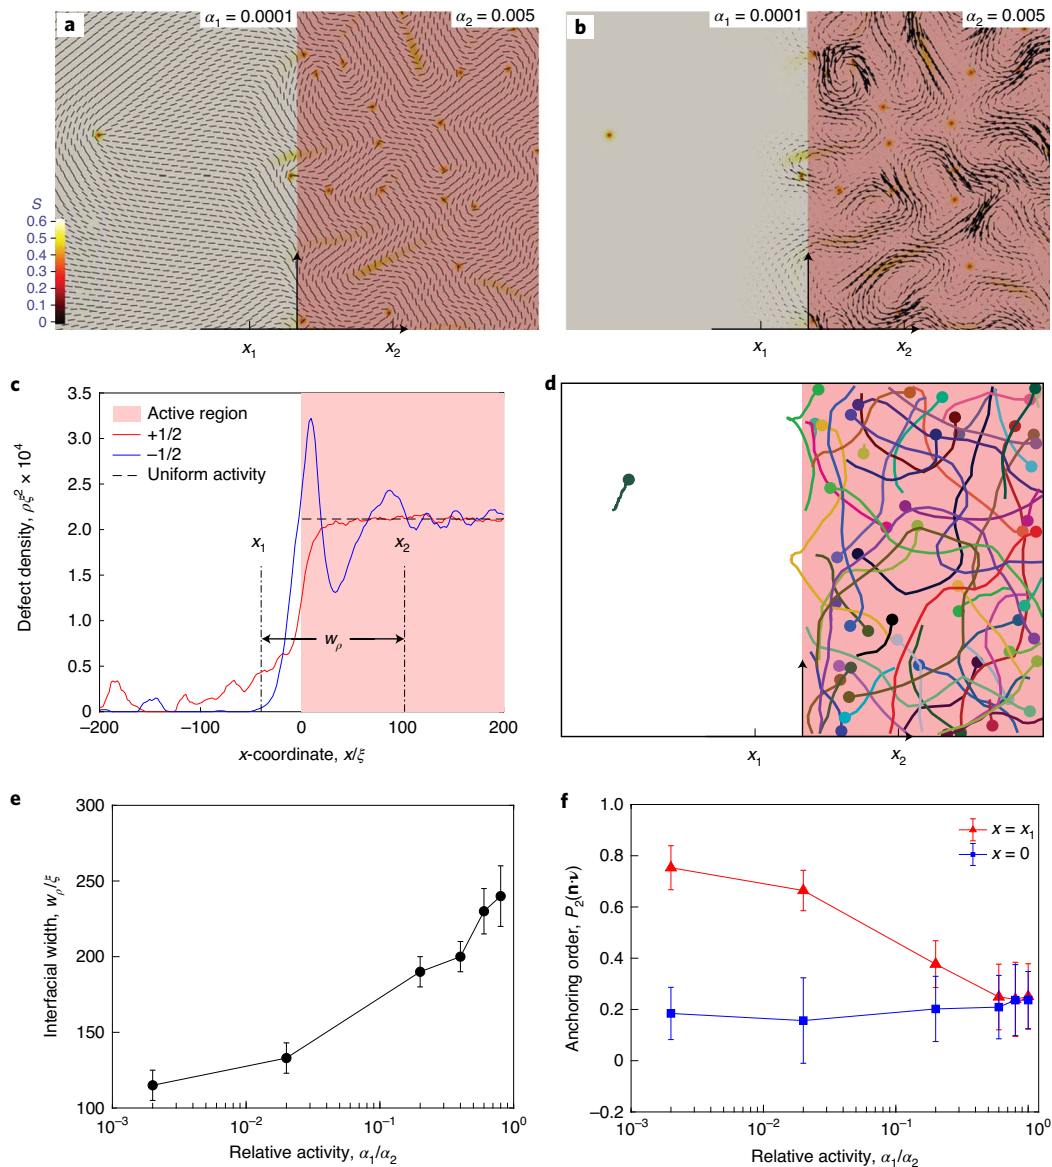 a
α₁ = 0.0001
α₂ = 0.005
S
0.6
0.5
0.4
0.3
0.2
0.1
0
x₁
x₂
b
α₁ = 0.0001
α₂ = 0.005
x₁
x₂
c
3.5
3.0
2.5
2.0
1.5
1.0
0.5
0
Defect density, ρξ² × 10⁴
Active region
+1/2
−1/2
Uniform activity
x₁
x₂
wᵨ
−200
−100
0
100
200
x-coordinate, x/ξ
d
x₁
x₂
e
300
250
200
150
100
Interfacial width, wᵨ/ξ
10⁻³
10⁻²
10⁻¹
10⁰
Relative activity, α₁/α₂
f
1.0
0.8
0.6
0.4
0.2
0
−0.2
Anchoring order, P₂(n·ν)
x = x₁
x = 0
10⁻³
10⁻²
10⁻¹
10⁰
Relative activity, α₁/α₂